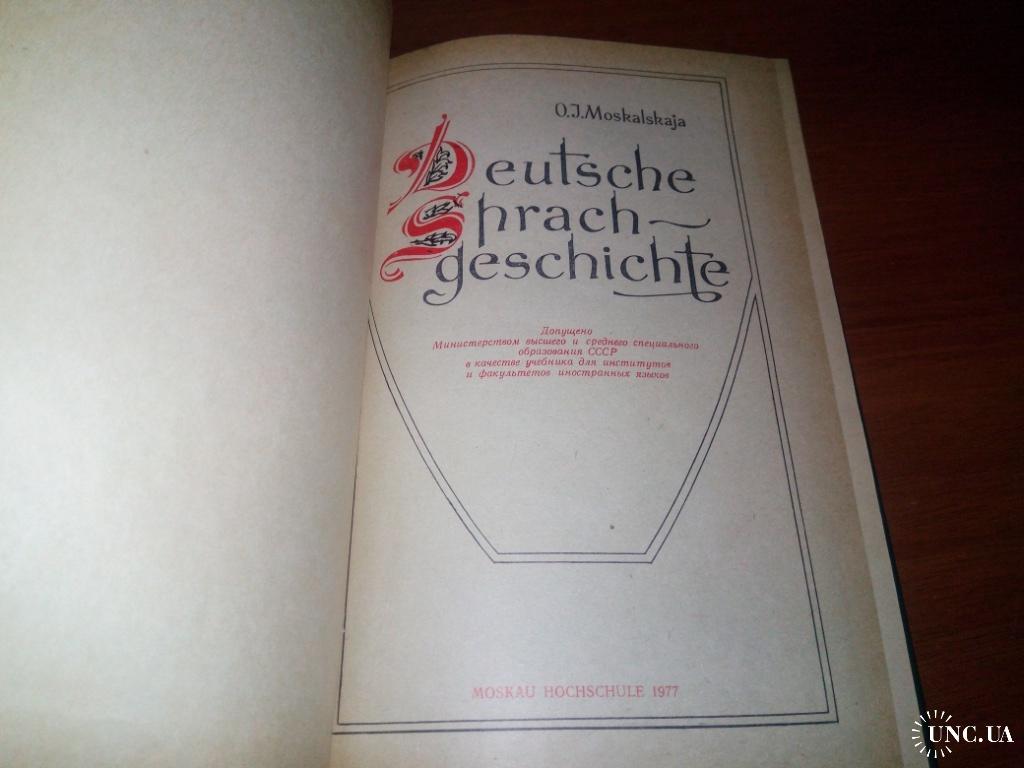 O.J.Moskalskaja
Deutsche
Sprach-
geschichte
Допущено
Министерством высшего и среднего специального
образования СССР
в качестве учебника для институтов
и факультетов иностранных языков
MOSKAU HOCHSCHULE 1977
UNC.UA